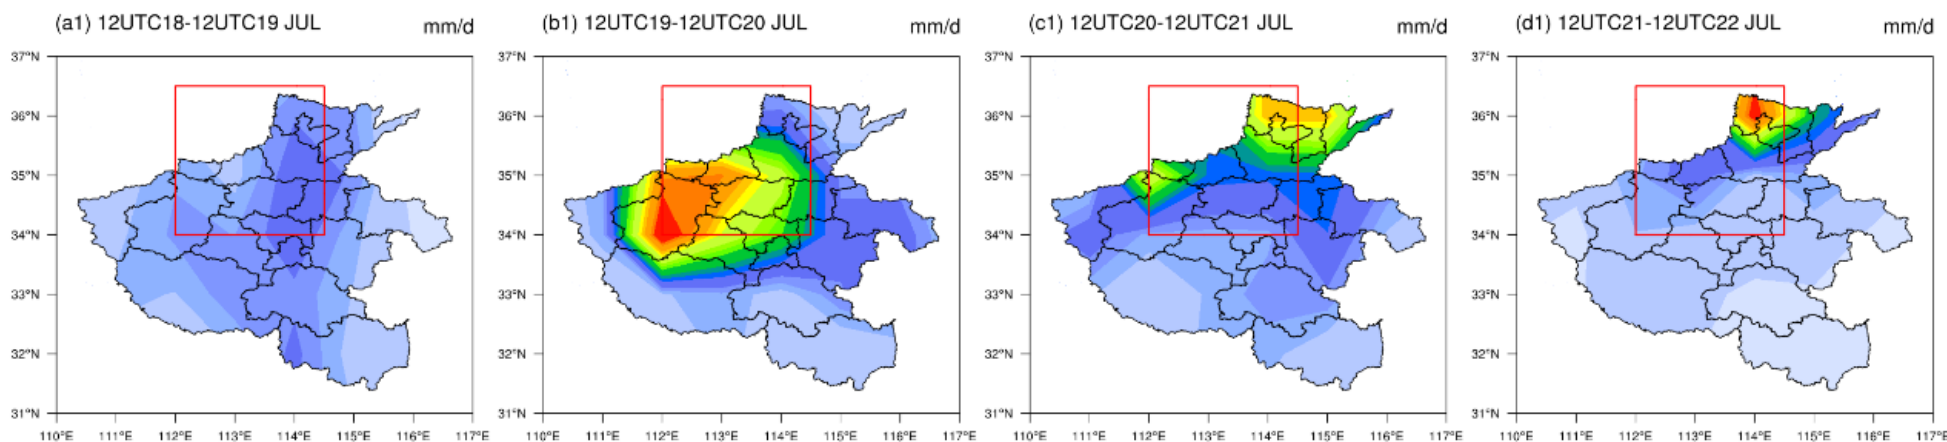 (a1) 12UTC18-12UTC19 JUL mm/d
37°N
36°N
35°N
34°N
33°N
32°N
31°N
110°E 111°E 112°E 113°E 114°E 115°E 116°E 117°E
(b1) 12UTC19-12UTC20 JUL mm/d
37°N
36°N
35°N
34°N
33°N
32°N
31°N
110°E 111°E 112°E 113°E 114°E 115°E 116°E 117°E
(c1) 12UTC20-12UTC21 JUL mm/d
37°N
36°N
35°N
34°N
33°N
32°N
31°N
110°E 111°E 112°E 113°E 114°E 115°E 116°E 117°E
(d1) 12UTC21-12UTC22 JUL mm/d
37°N
36°N
35°N
34°N
33°N
32°N
31°N
110°E 111°E 112°E 113°E 114°E 115°E 116°E 117°E